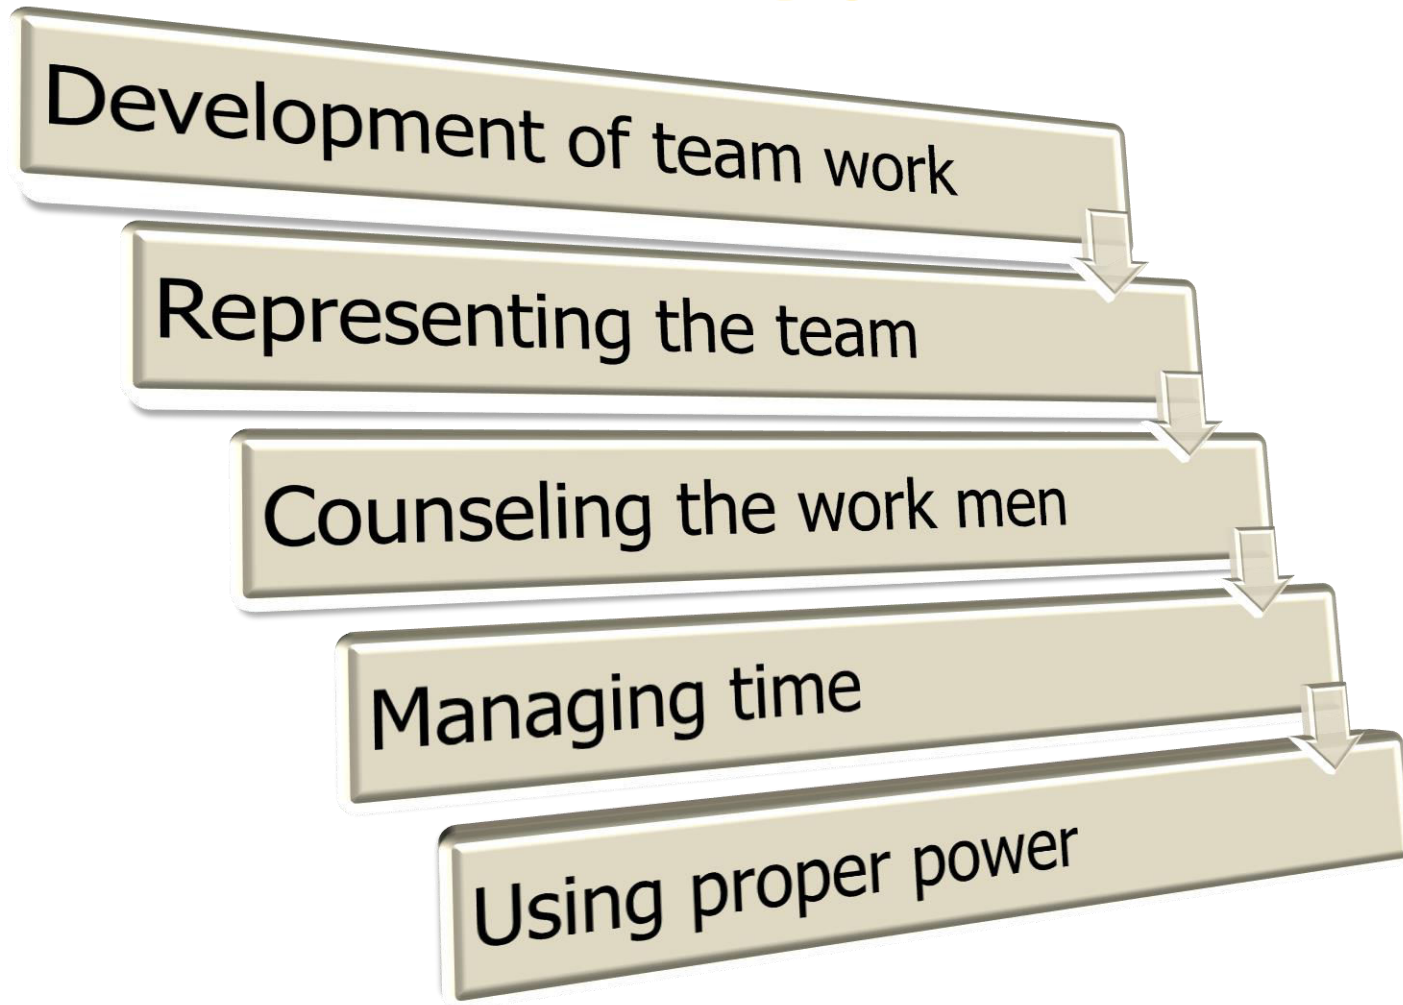 Development of team work
Representing the team
Counseling the work men
Managing time
Using proper power